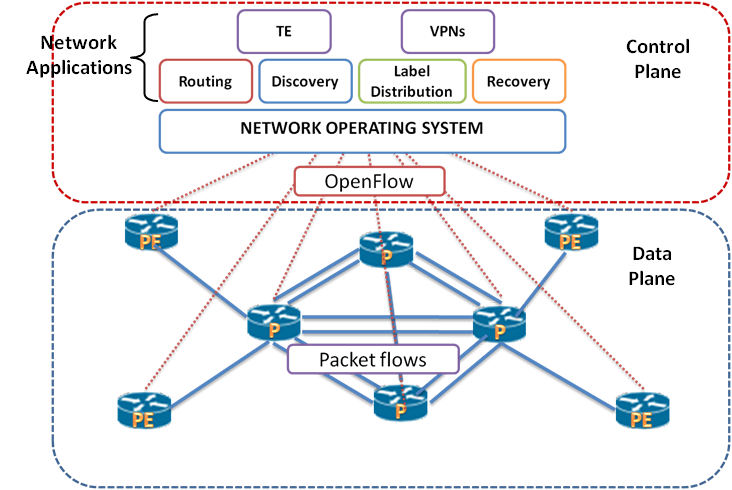 Network
Applications
TE
VPNs
Control
Plane
Routing
Discovery
Label
Distribution
Recovery
NETWORK OPERATING SYSTEM
OpenFlow
PE
P
PE
Data
Plane
P
P
Packet flows
PE
P
PE